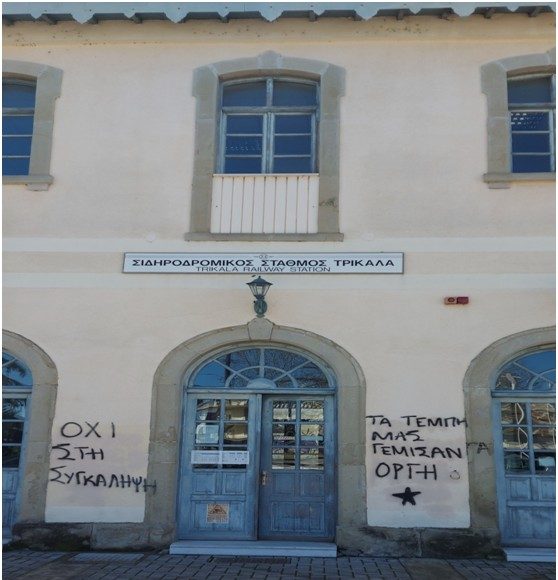 ΣΙΔΗΡΟΔΡΟΜΙΚΟΣ ΣΤΑΘΜΟΣ ΤΡΙΚΑΛΑ
TRIKALA RAILWAY STATION
ΟΧΙ
ΣΤΗ
ΣΥΓΚΑΛΗΨΗ
ΤΑ ΤΕΜΠΗ
ΜΑΣ
ΓΕΜΙΣΑΝ
ΟΡΓΗ